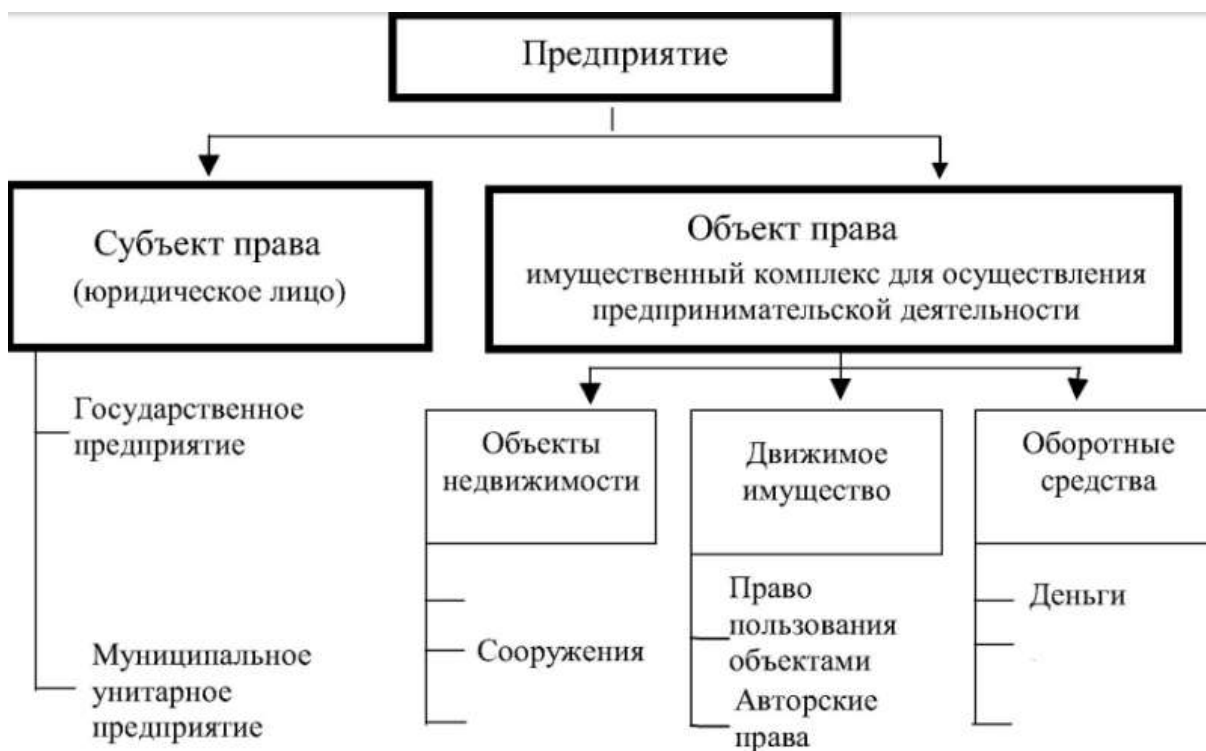 Предприятие
Субъект права
(юридическое лицо)
Объект права
имущественный комплекс для осуществления
предпринимательской деятельности
Государственное
предприятие
Муниципальное
унитарное
предприятие
Объекты
недвижимости
Сооружения
Движимое
имущество
Право
пользования
объектами
Авторские
права
Оборотные
средства
Деньги